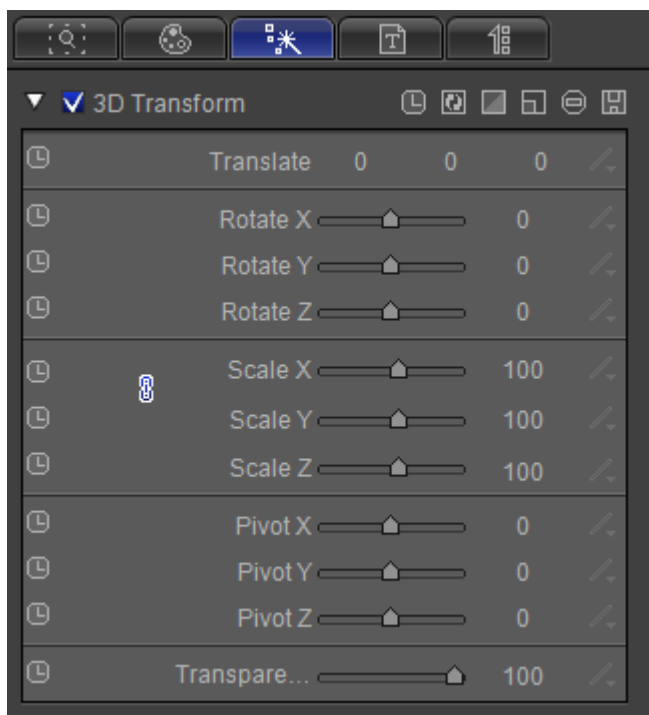 T
3D Transform
Translate 0 0 0
Rotate X 0
Rotate Y 0
Rotate Z 0
Scale X 100
Scale Y 100
Scale Z 100
Pivot X 0
Pivot Y 0
Pivot Z 0
Transpare... 100